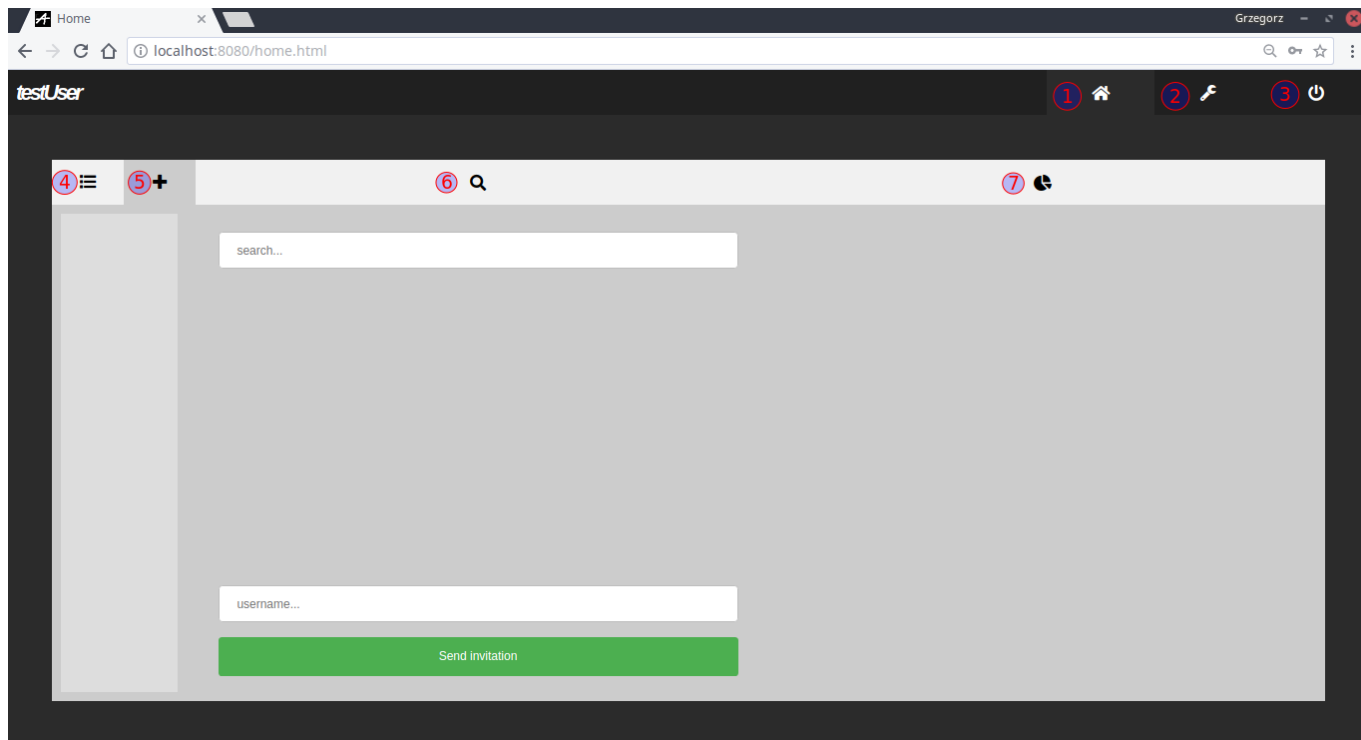 Home
Grzegorz
localhost:8080/home.html
testUser
1
2
3
4
5
6
7
search...
username...
Send invitation